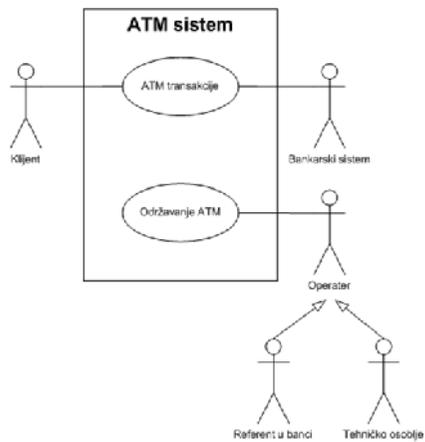 ATM sistem
ATM transakcije
Klijent
Bankarski sistem
Održavanje ATM
Operater
Referent u banci
Tehničko osoblje